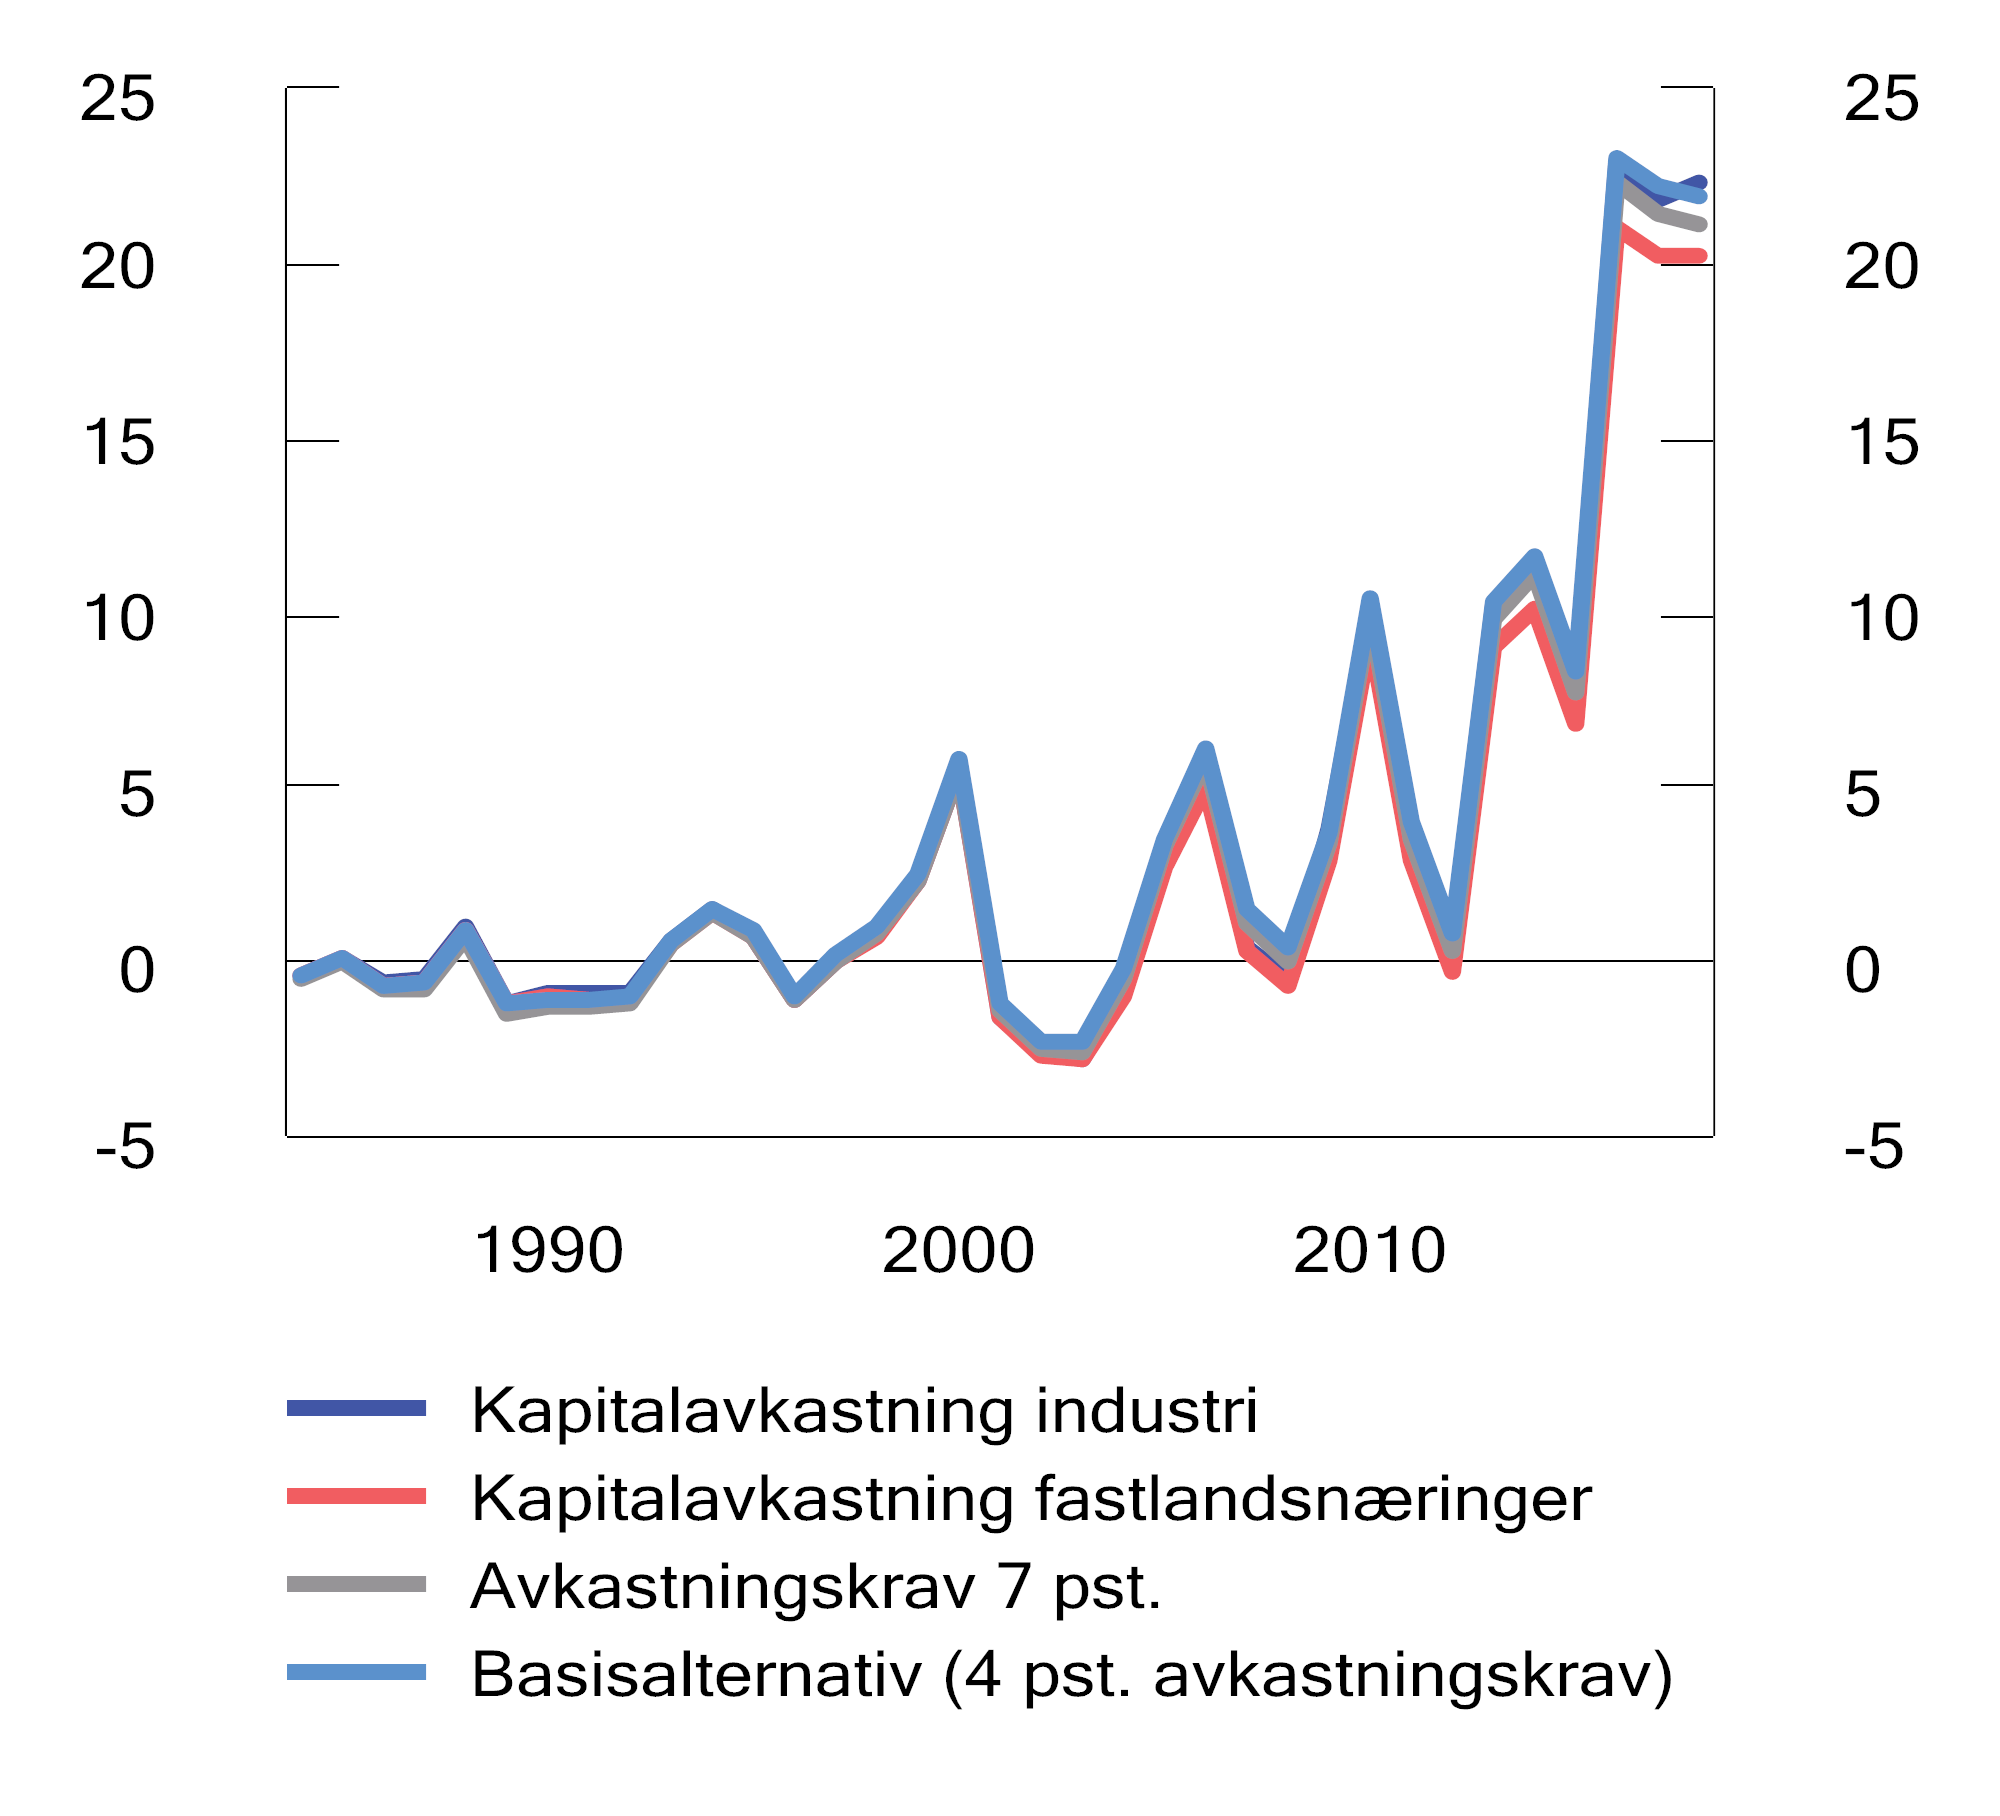 25 25
20 20
15 15
10 10
5 5
0 0
-5 -5
1990 2000 2010
Kapitalavkastning industri
Kapitalavkastning fastlandsnæringer
Avkastningskrav 7 pst.
Basisalternativ (4 pst. avkastningskrav)